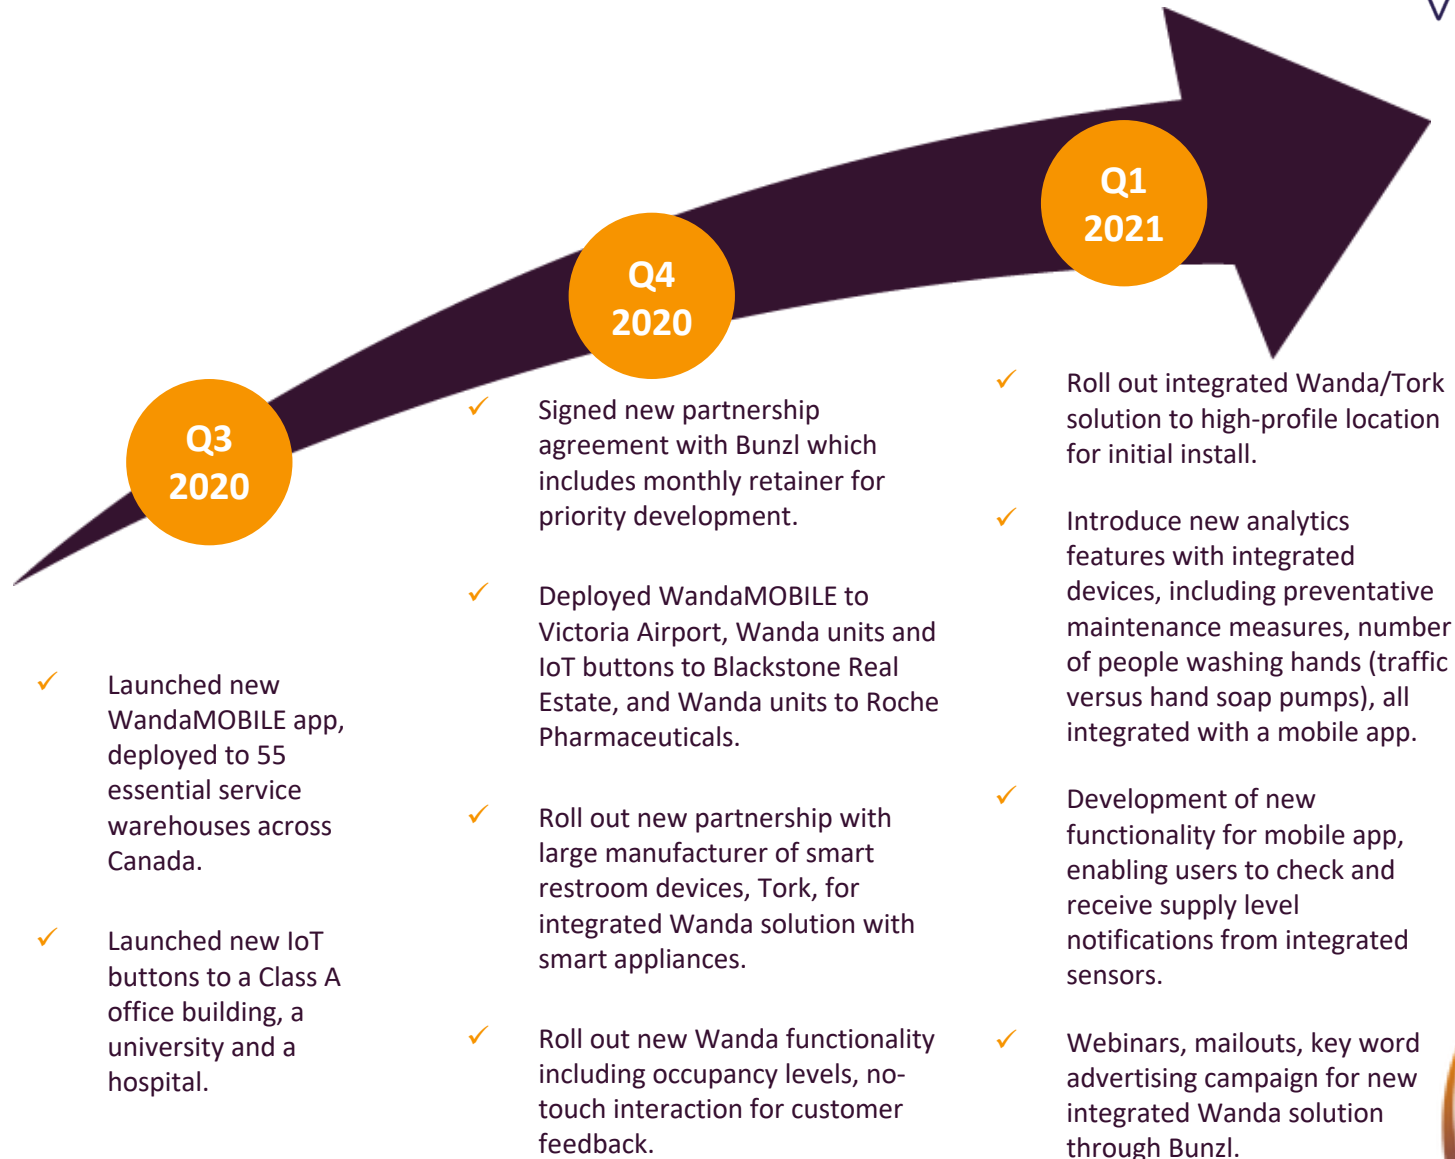 Q3
2020
✓ Launched new
WandaMOBILE app,
deployed to 55
essential service
warehouses across
Canada.
✓ Launched new IoT
buttons to a Class A
office building, a
university and a
hospital.
Q4
2020
✓ Signed new partnership
agreement with Bunzl which
includes monthly retainer for
priority development.
✓ Deployed WandaMOBILE to
Victoria Airport, Wanda units and
IoT buttons to Blackstone Real
Estate, and Wanda units to Roche
Pharmaceuticals.
✓ Roll out new partnership with
large manufacturer of smart
restroom devices, Tork, for
integrated Wanda solution with
smart appliances.
✓ Roll out new Wanda functionality
including occupancy levels, no-
touch interaction for customer
feedback.
Q1
2021
✓ Roll out integrated Wanda/Tork
solution to high-profile location
for initial install.
✓ Introduce new analytics
features with integrated
devices, including preventative
maintenance measures, number
of people washing hands (traffic
versus hand soap pumps), all
integrated with a mobile app.
✓ Development of new
functionality for mobile app,
enabling users to check and
receive supply level
notifications from integrated
sensors.
✓ Webinars, mailouts, key word
advertising campaign for new
integrated Wanda solution
through Bunzl.